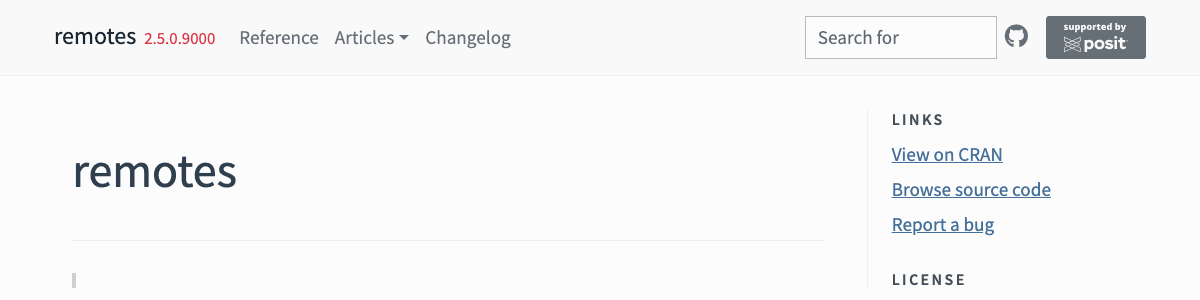 remotes 2.5.0.9000 Reference Articles Changelog Search for supported by posit
remotes
LINKS
View on CRAN
Browse source code
Report a bug
LICENSE